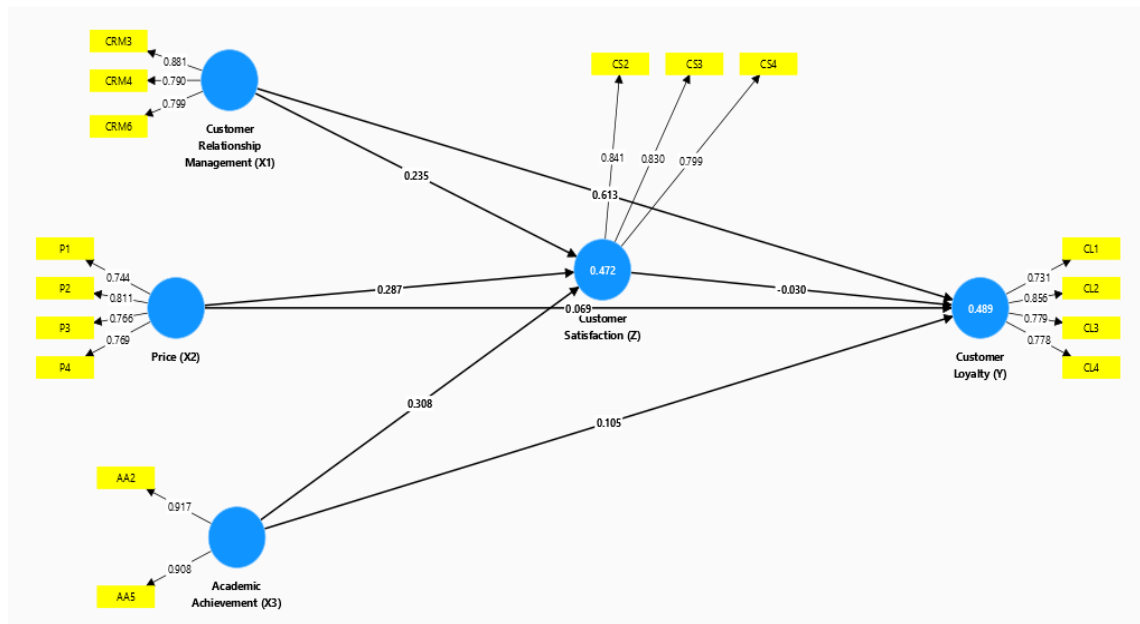 CRM3
0.881
CRM4
0.790
CRM6
0.799
Customer
Relationship
Management (X1)
CS2
CS3
CS4
0.841
0.830
0.799
0.235
0.613
P1
0.744
P2
0.811
P3
0.766
P4
0.769
Price (X2)
0.287
0.472
0.069
Customer
Satisfaction (Z)
-0.030
0.489
Customer
Loyalty (Y)
CL1
0.731
CL2
0.856
CL3
0.779
CL4
0.778
0.308
0.105
AA2
0.917
AA5
0.908
Academic
Achievement (X3)